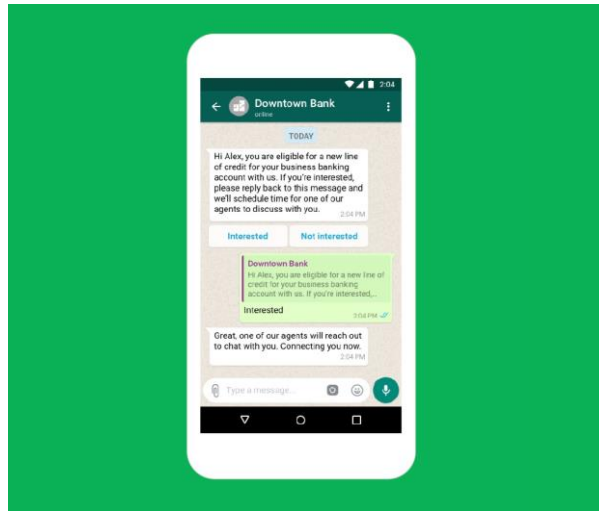 2:04
Downtown Bank
online
TODAY
Hi Alex, you are eligible for a new line
of credit for your business banking
account with us. If you're interested,
please reply back to this message and
we'll schedule time for one of our
agents to discuss with you.
2:04 PM
Interested
Not interested
Downtown Bank
Hi Alex, you are eligible for a new line of
credit for your business banking
account with us. If you're interested,...
Interested
2:04 PM
Great, one of our agents will reach out
to chat with you. Connecting you now.
2:04 PM
Type a message...